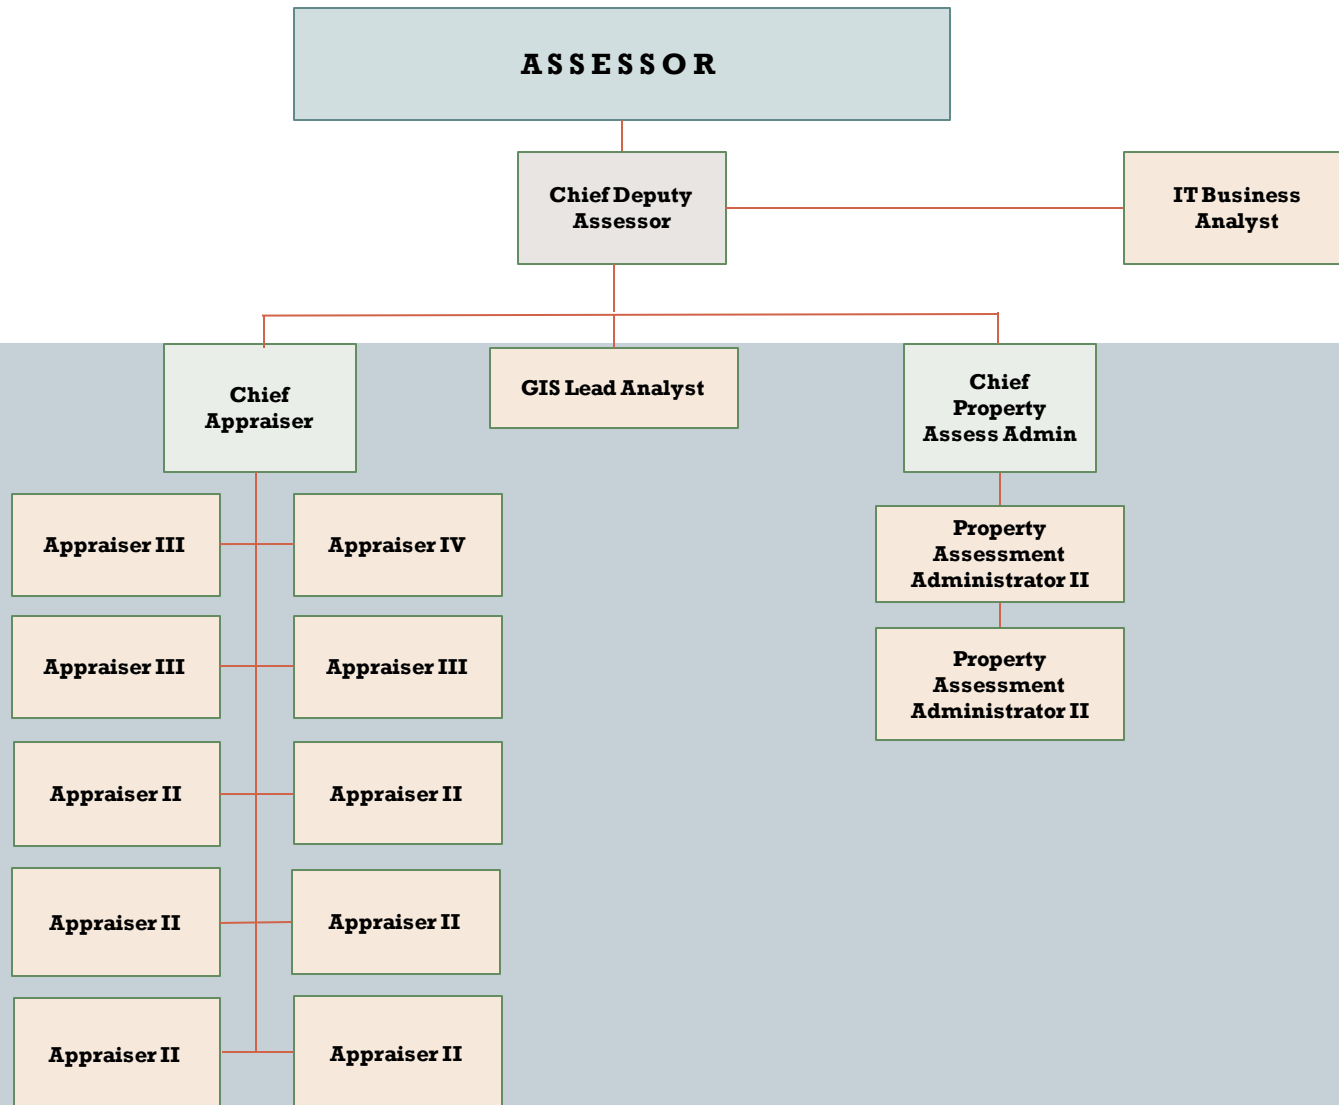 ASSESSOR
Chief Deputy
Assessor
IT Business
Analyst
Chief
Appraiser
GIS Lead Analyst
Chief
Property
Assess Admin
Appraiser III
Appraiser IV
Property
Assessment
Administrator II
Appraiser III
Appraiser III
Property
Assessment
Administrator II
Appraiser II
Appraiser II
Appraiser II
Appraiser II
Appraiser II
Appraiser II